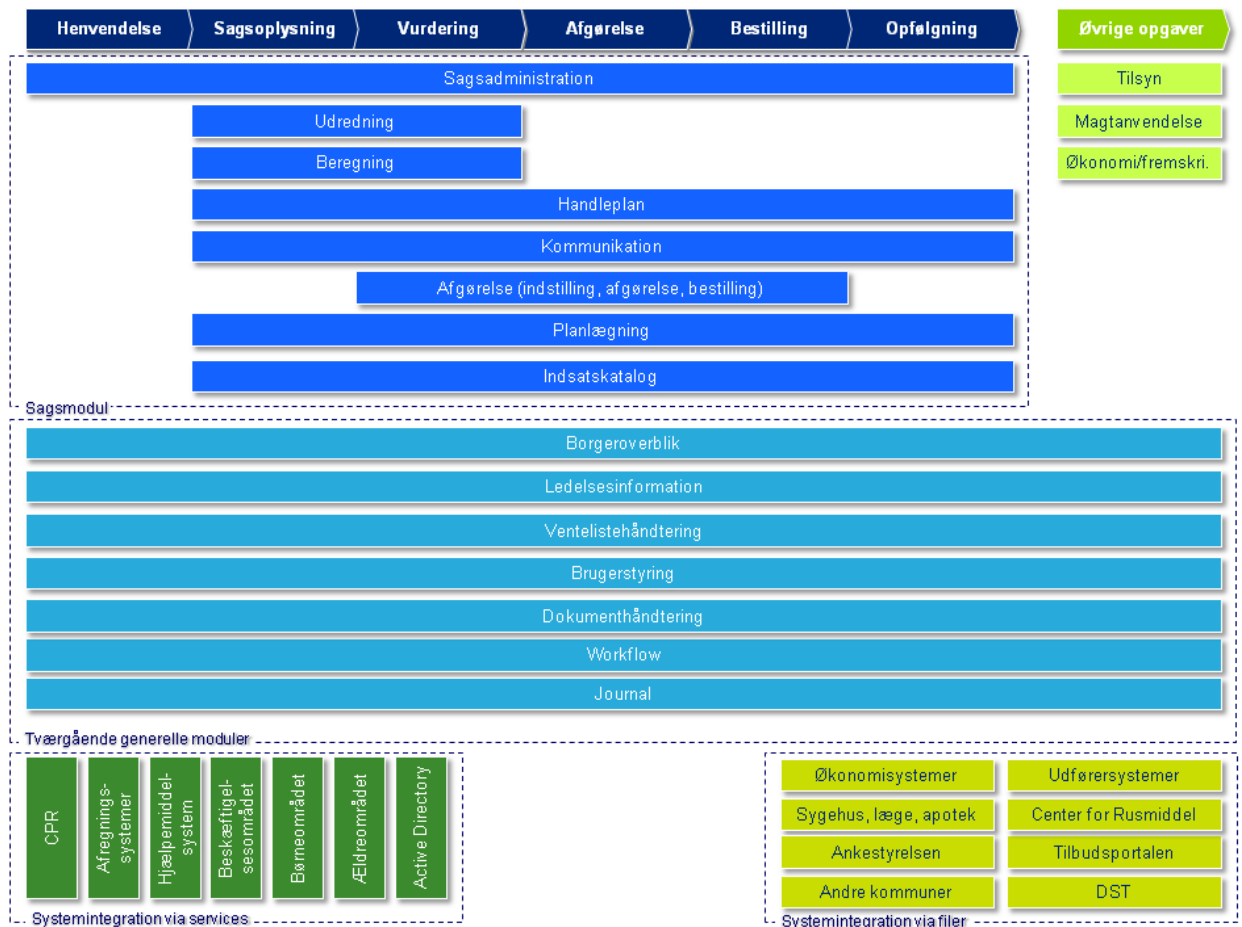 Henvendelse
Sagsoplysning
Vurdering
Afgørelse
Bestilling
Opfølgning
Øvrige opgaver
Sagsadministration
Tilsyn
Udredning
Magtanvendelse
Beregning
Økonomi/fremskri.
Handleplan
Kommunikation
Afgørelse (indstilling, afgørelse, bestilling)
Planlægning
Indsatskatalog
Sagsmodul
Borgeroverblik
Ledelsesinformation
Ventelistehåndtering
Brugerstyring
Dokumenthåndtering
Workflow
Journal
Tværgående generelle moduler
CPR
Afregnings-
systemer
Hjælpemiddel-
system
Beskæftigel-
sesområdet
Børneområdet
Ældreområdet
Active Directory
Systemintegration via services
Økonomisystemer
Udførersystemer
Sygehus, læge, apotek
Center for Rusmiddel
Ankestyrelsen
Tilbudsportalen
Andre kommuner
DST
Systemintegration via filer